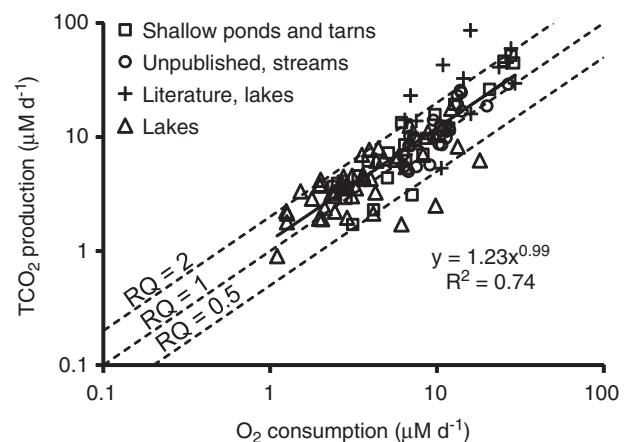 100
10
1
0.1
TCO₂ production (µM d⁻¹)
Shallow ponds and tarns
Unpublished, streams
Literature, lakes
Lakes
RQ = 2
RQ = 1
RQ = 0.5
y = 1.23x^0.99
R² = 0.74
0.1
1
10
100
O₂ consumption (µM d⁻¹)